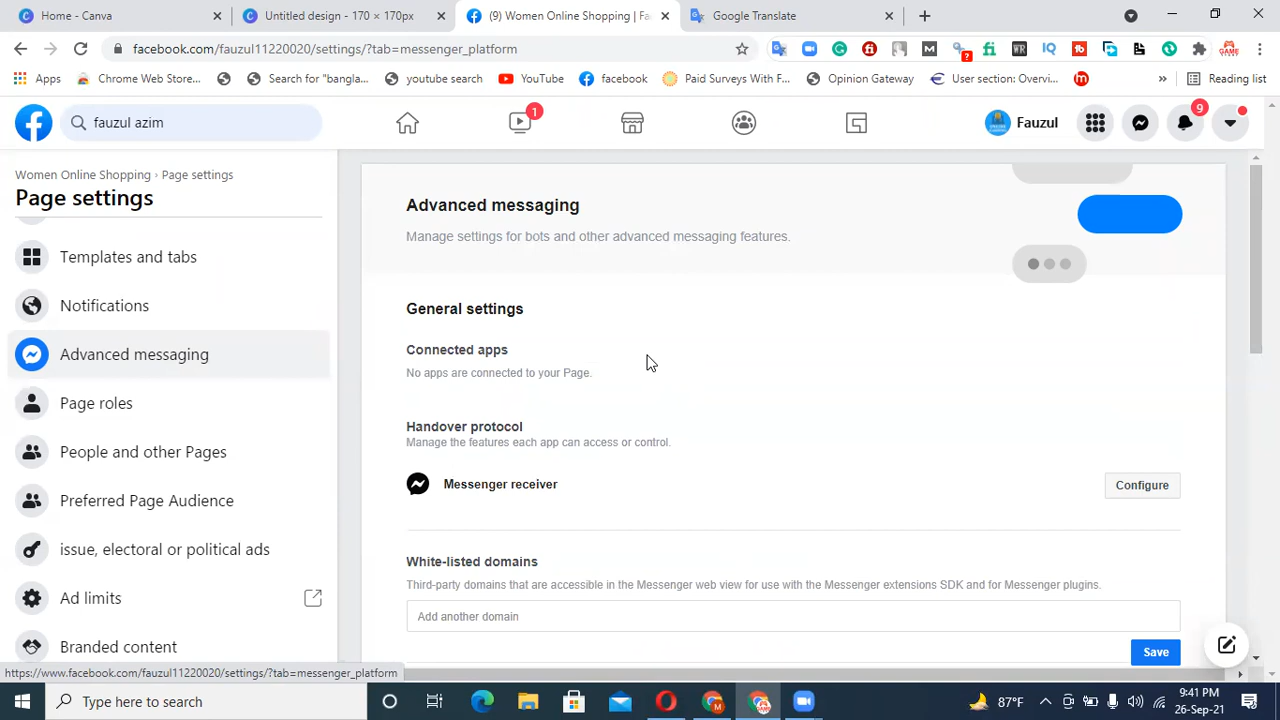 Home - Canva
Untitled design - 170 × 170px
(9) Women Online Shopping | Fa
Google Translate
facebook.com/fauzul11220020/settings/?tab=messenger_platform
Apps
Chrome Web Store...
Search for "bangla...
youtube.search
YouTube
facebook
Paid Surveys With F...
Opinion Gateway
User section: Overvi...
Reading list
fauzul azim
1
Fauzul
9
Women Online Shopping › Page settings
Page settings
Templates and tabs
Notifications
Advanced messaging
Page roles
People and other Pages
Preferred Page Audience
issue, electoral or political ads
Ad limits
Branded content
https://www.facebook.com/fauzul11220020/settings/?tab=messenger_platform
Advanced messaging
Manage settings for bots and other advanced messaging features.
General settings
Connected apps
No apps are connected to your Page.
Handover protocol
Manage the features each app can access or control.
Messenger receiver
Configure
White-listed domains
Third-party domains that are accessible in the Messenger web view for use with the Messenger extensions SDK and for Messenger plugins.
Add another domain
Save
Type here to search
87°F
9:41 PM
26-Sep-21